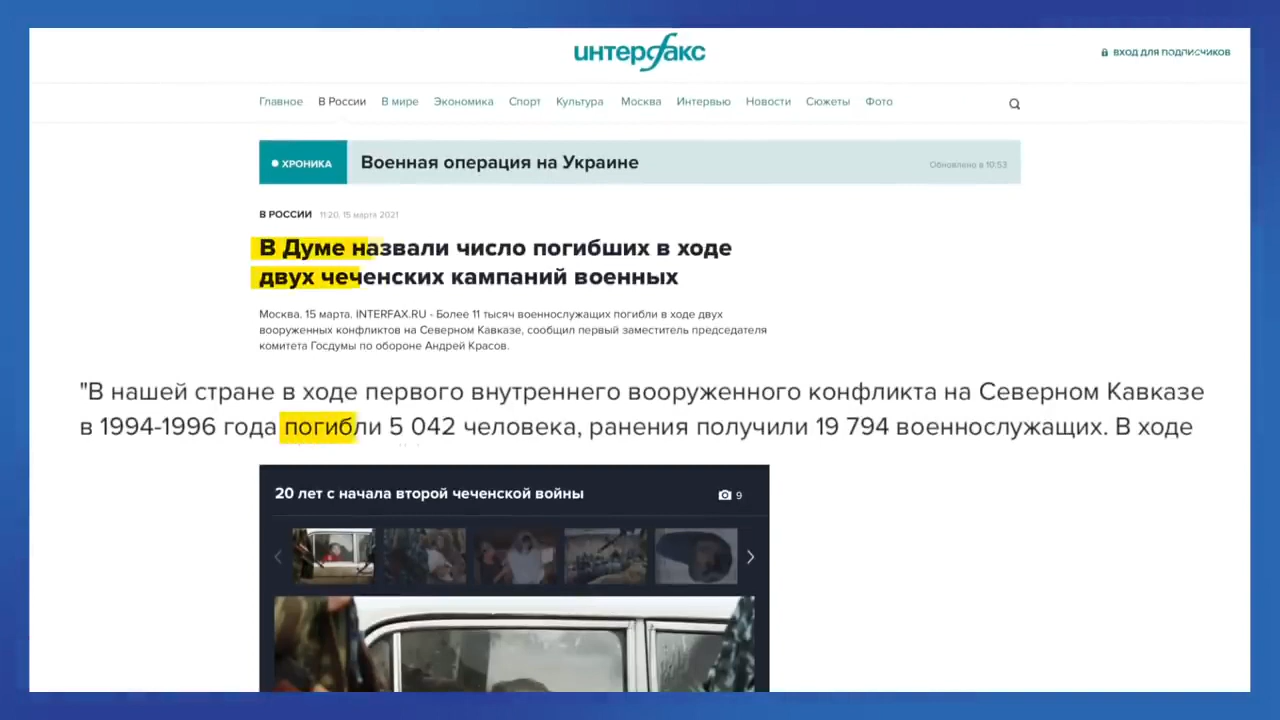 интерфакс
ВХОД ДЛЯ ПОДПИСЧИКОВ
Главное В России В мире Экономика Спорт Культура Москва Интервью Новости Сюжеты Фото
ХРОНИКА Военная операция на Украине Обновлено в 10:53
В РОССИИ 11:20, 15 марта 2021
В Думе назвали число погибших в ходе
двух чеченских кампаний военных
Москва. 15 марта. INTERFAX.RU - Более 11 тысяч военнослужащих погибли в ходе двух
вооруженных конфликтов на Северном Кавказе, сообщил первый заместитель председателя
комитета Госдумы по обороне Андрей Красов.
"В нашей стране в ходе первого внутреннего вооруженного конфликта на Северном Кавказе
в 1994-1996 года погибли 5 042 человека, ранения получили 19 794 военнослужащих. В ходе
20 лет с начала второй чеченской войны 9